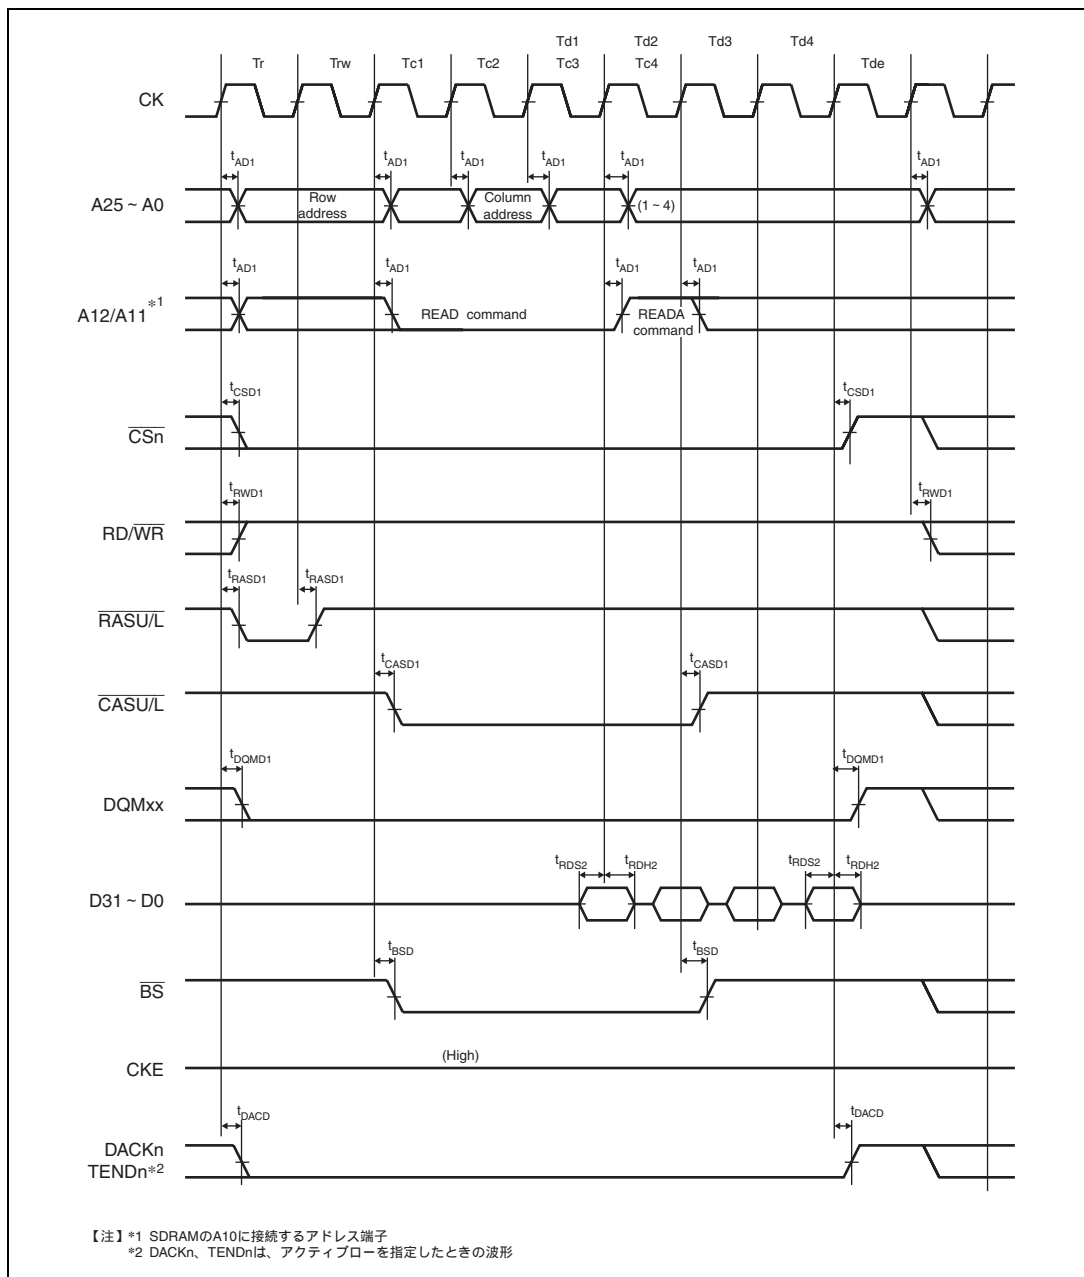 Td1 Td2 Td3 Td4
Tr Trw Tc1 Tc2 Tc3 Tc4 Tde
CK
tAD1 tAD1 tAD1 tAD1 tAD1 tAD1
A25 ~ A0 Row address Column address (1 ~ 4)
tAD1 tAD1 tAD1 tAD1
A12/A11*1 READ command READA command
tCSD1 tCSD1
CSn
tRWD1 tRWD1
RD/WR
tRASD1 tRASD1
RASU/L
tCASD1 tCASD1
CASU/L
tDQMD1 tDQMD1
DQMxx
tRDS2 tRDH2 tRDS2 tRDH2
D31 ~ D0
tBSD tBSD
BS
(High)
CKE
tDACD tDACD
DACKn
TENDn*2
【注】*1 SDRAMのA10に接続するアドレス端子
*2 DACKn、TENDnは、アクティブローを指定したときの波形